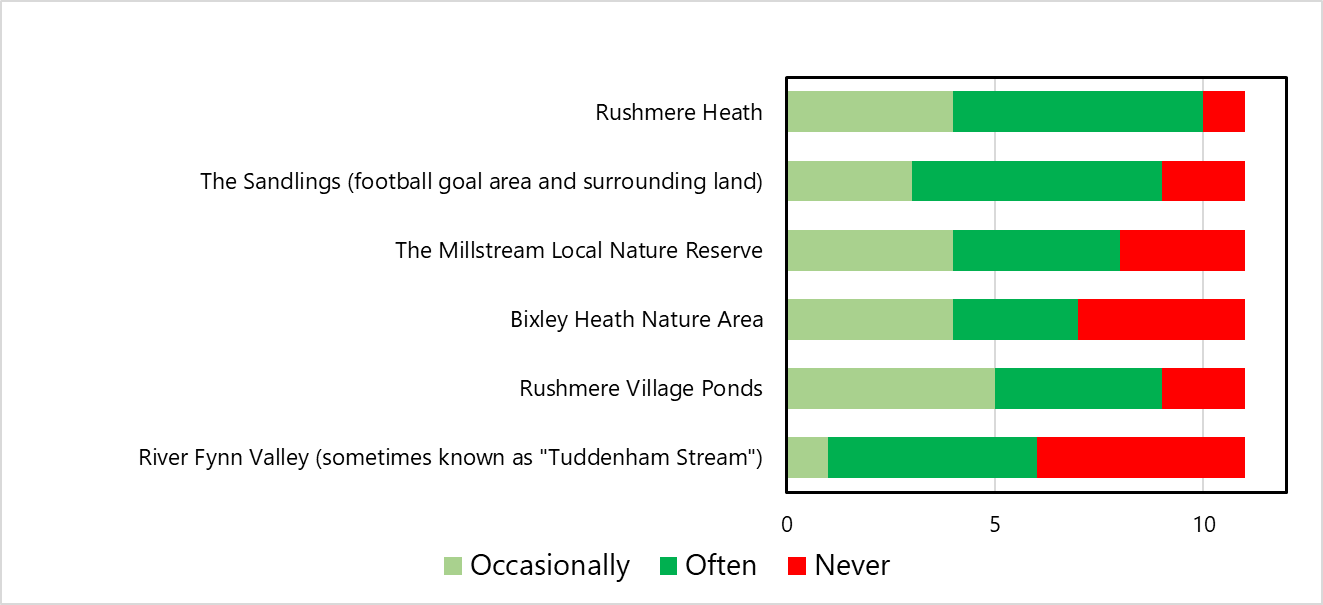 Rushmere Heath
The Sandlings (football goal area and surrounding land)
The Millstream Local Nature Reserve
Bixley Heath Nature Area
Rushmere Village Ponds
River Fynn Valley (sometimes known as "Tuddenham Stream")
0 5 10
Occasionally Often Never